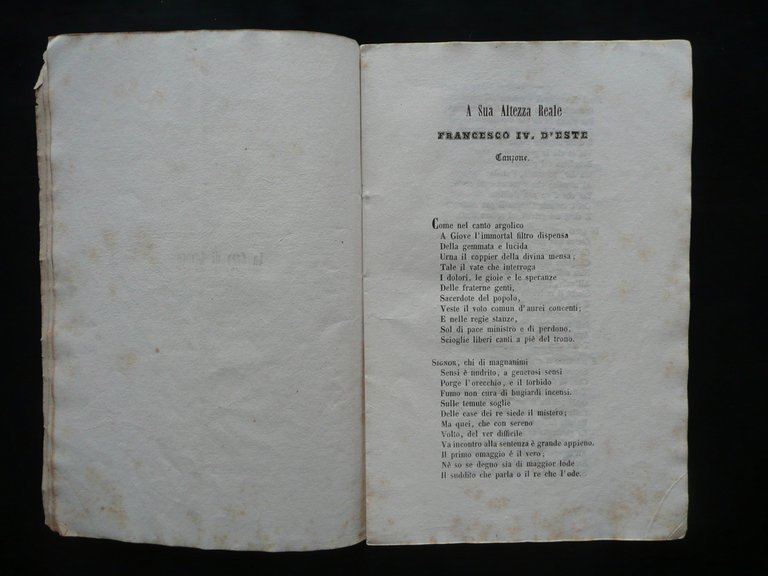 A Sua Altezza Reale
FRANCESCO IV. D'ESTE
Canzone.
Come nel canto argolico
A Giove l'immortal filtro dispensa
Della gemmata e lucida
Urna il coppier della divina mensa;
Tale il vate che interroga
I dolori, le gioie e le speranze
Delle fraterne genti,
Sacerdote del popolo,
Veste il voto comun d'aurei concenti;
E nelle regie stanze,
Sol di pace ministro e di perdono,
Scioglie liberi canti a piè del trono.
SIGNOR, chi di magnanimi
Sensi è nudrito, a generosi sensi
Porge l'orecchio, e il torbido
Fumo non cura di bugiardi incensi.
Sulle temute soglie
Delle case dei re siede il mistero;
Ma quei, che con sereno
Volto, del ver difficile
Va incontro alla sentenza è grande appieno.
Il primo omaggio é il vero;
Nè so se degno sia di maggior lode
Il suddito che parla o il re che l'ode.